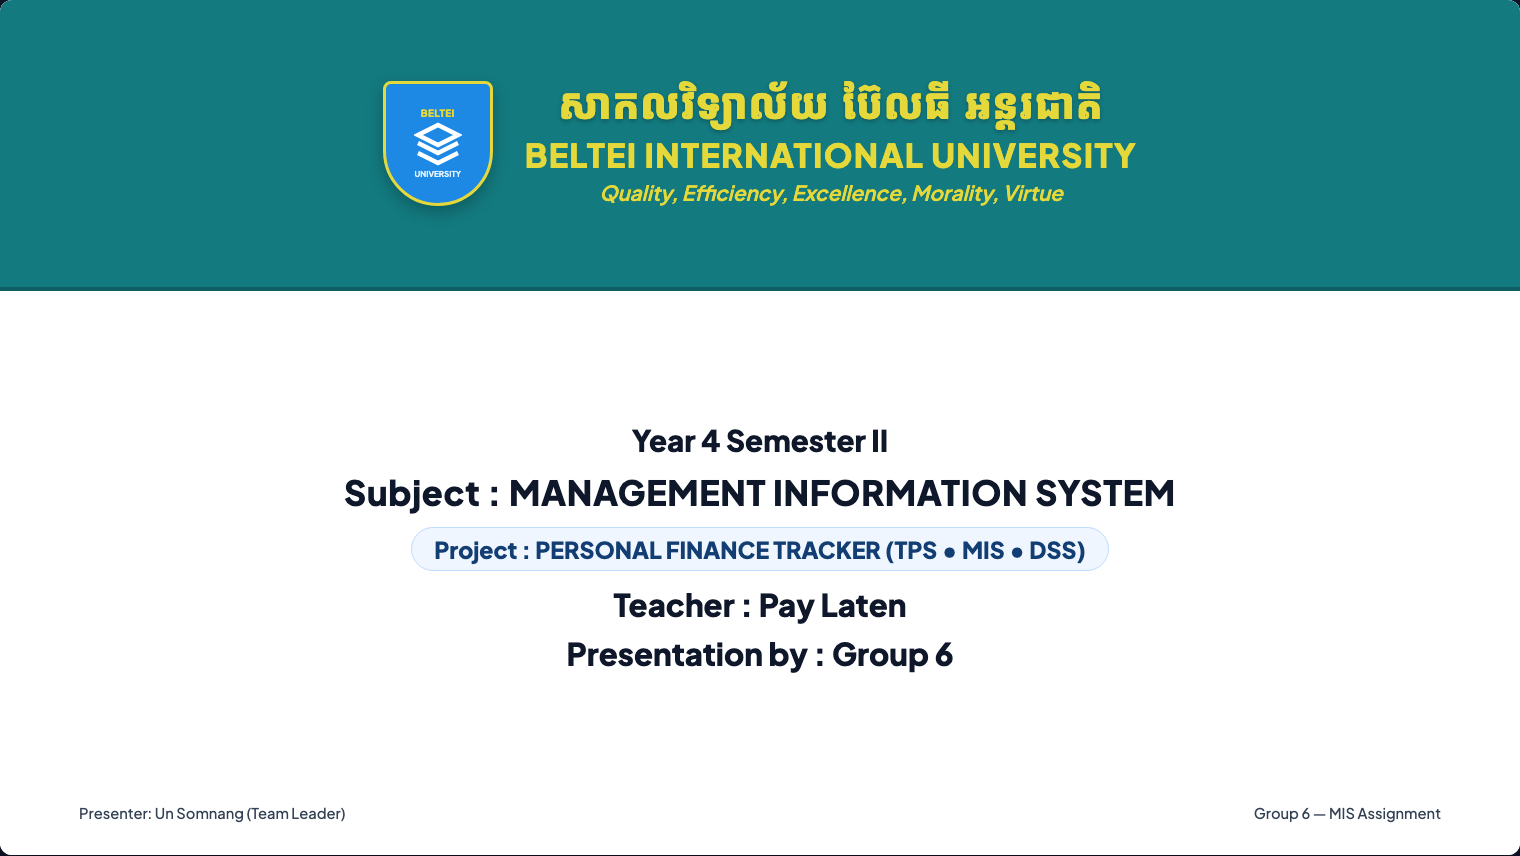 BELTEI
UNIVERSITY
សាកលវិទ្យាល័យ ប៊ែលធី អន្តរជាតិ
BELTEI INTERNATIONAL UNIVERSITY
Quality, Efficiency, Excellence, Morality, Virtue
Year 4 Semester II
Subject : MANAGEMENT INFORMATION SYSTEM
Project : PERSONAL FINANCE TRACKER (TPS • MIS • DSS)
Teacher : Pay Laten
Presentation by : Group 6
Presenter: Un Somnang (Team Leader)
Group 6 — MIS Assignment